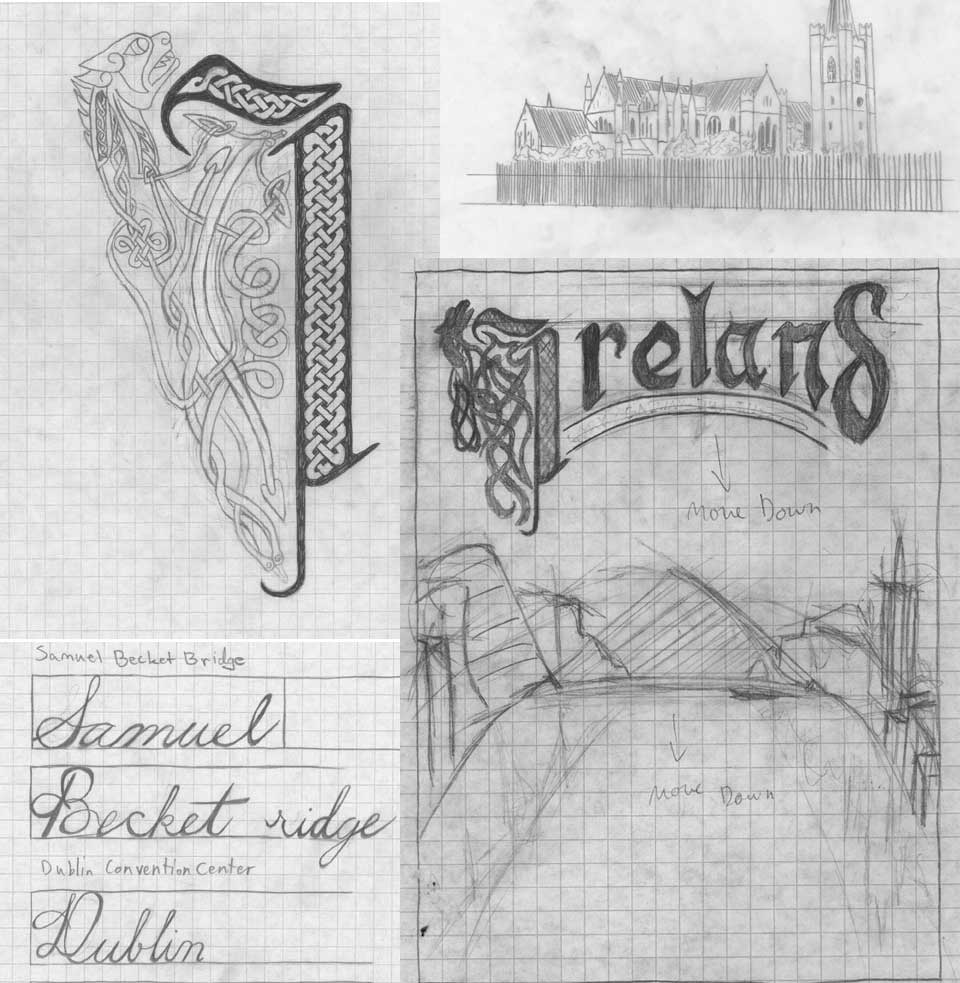 I
Ireland
Move Down
Move Down
Samuel Becket Bridge
Samuel
Becket ridge
Dublin Convention Center
Dublin